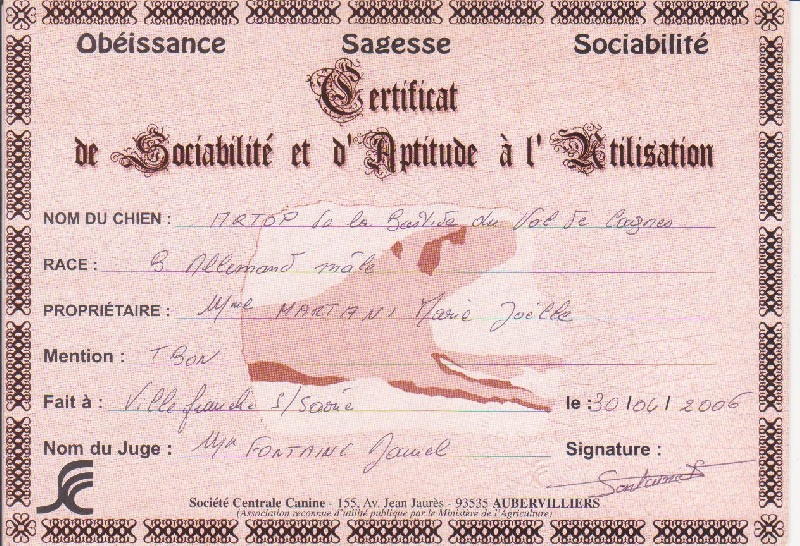 Obéissance Sagesse Sociabilité
Certificat
de Sociabilité et d'Aptitude à l'Utilisation
NOM DU CHIEN : de la Bastide du Val de Cagnes
RACE : B Allemand mâle
PROPRIÉTAIRE : Mme MARTANI Marie Joëlle
Mention : T BON
Fait à : Villefranche s/ Saône le : 30/04/2006
Nom du Juge : FONTAINE Daniel Signature :
Société Centrale Canine - 155, Av. Jean Jaurès - 93535 AUBERVILLIERS
(Association reconnue d'utilité publique par le Ministère de l'Agriculture)